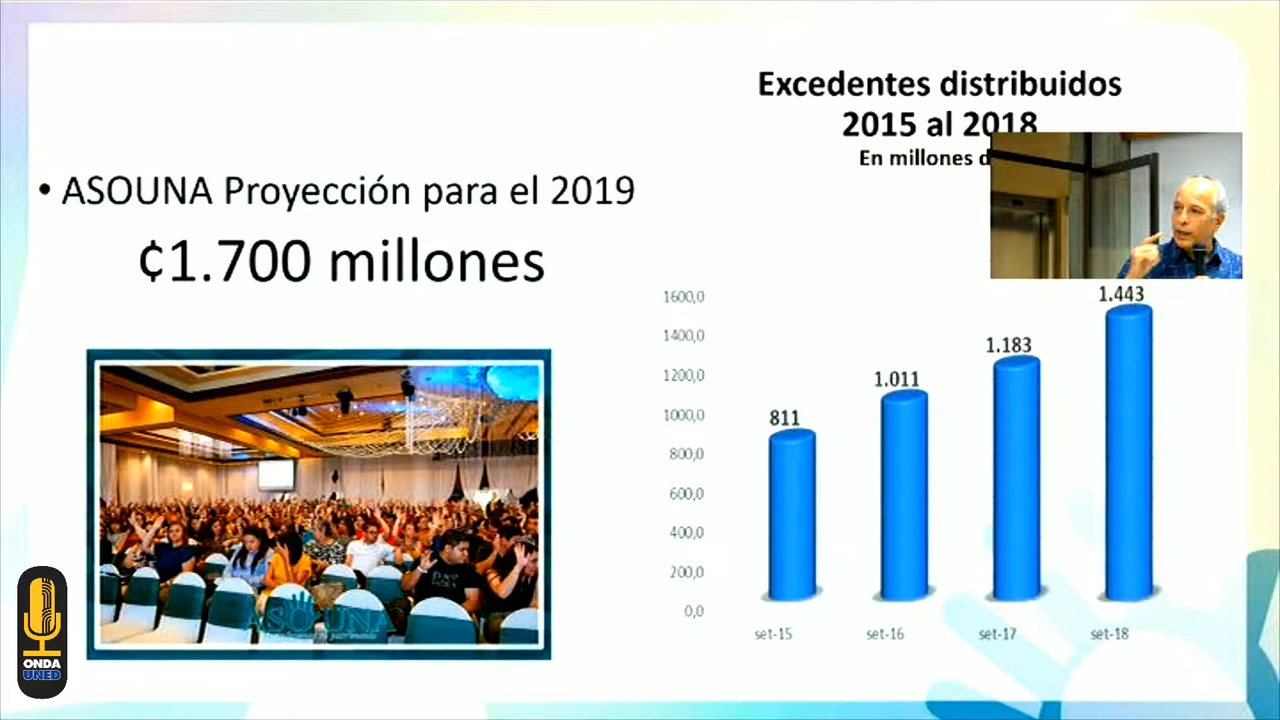 Excedentes distribuidos
2015 al 2018
En millones
• ASOUNA Proyección para el 2019
₡1.700 millones
1600,0
1400,0
1200,0
1000,0
800,0
600,0
400,0
200,0
0,0
811
1.011
1.183
1.443
set-15
set-16
set-17
set-18
ASOUNA
ONDA
UNED